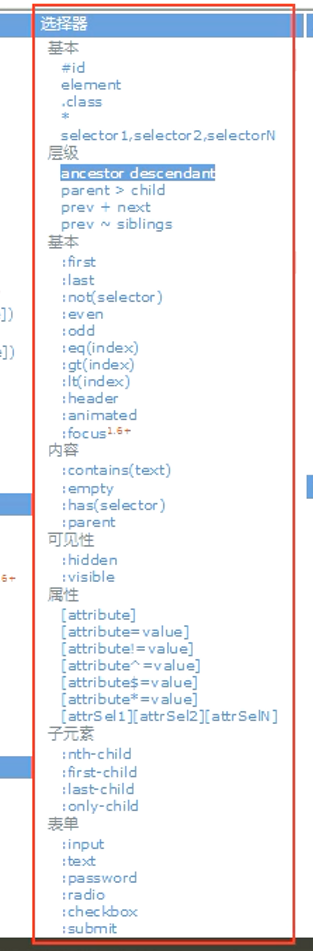 选择器
基本
#id
element
.class
*
selector1,selector2,selectorN
层级
ancestor descendant
parent > child
prev + next
prev ~ siblings
基本
:first
:last
:not(selector)
:even
:odd
:eq(index)
:gt(index)
:lt(index)
:header
:animated
:focus1.6+
内容
:contains(text)
:empty
:has(selector)
:parent
可见性
:hidden
:visible
属性
[attribute]
[attribute=value]
[attribute!=value]
[attribute^=value]
[attribute$=value]
[attribute*=value]
[attrSel1][attrSel2][attrSelN]
子元素
:nth-child
:first-child
:last-child
:only-child
表单
:input
:text
:password
:radio
:checkbox
:submit
])
])
6+